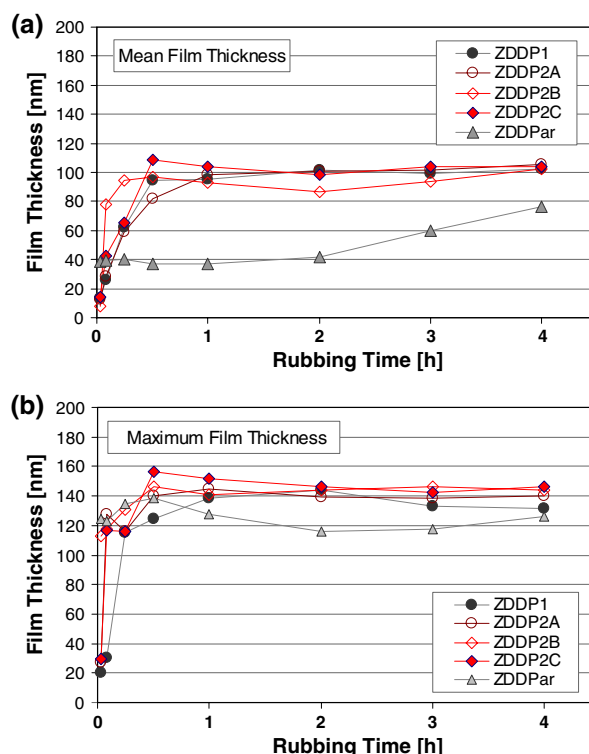 (a)
200
180
160
140
120
100
80
60
40
20
0
Film Thickness [nm]
Mean Film Thickness
ZDDP1
ZDDP2A
ZDDP2B
ZDDP2C
ZDDPar
0 1 2 3 4
Rubbing Time [h]
(b)
200
180
160
140
120
100
80
60
40
20
0
Film Thickness [nm]
Maximum Film Thickness
ZDDP1
ZDDP2A
ZDDP2B
ZDDP2C
ZDDPar
0 1 2 3 4
Rubbing Time [h]